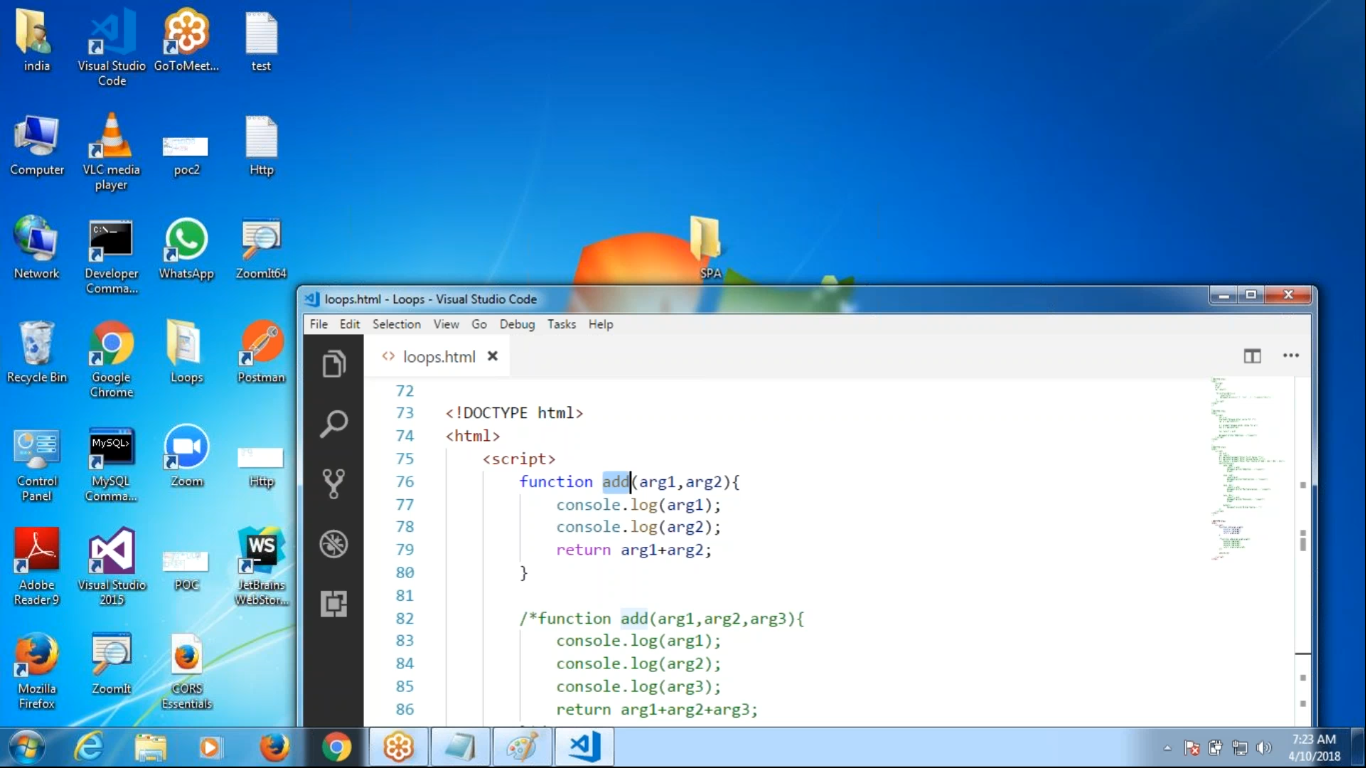 india
Visual Studio
Code
GoToMeet...
test
Computer
VLC media
player
poc2
Http
Network
C:\._
Developer
Comma...
WhatsApp
ZoomIt64
SPA
Recycle Bin
Google
Chrome
Loops
Postman
Control
Panel
MySQL>
MySQL
Comma...
Zoom
Http
Adobe
Reader 9
Visual Studio
2015
POC
WS
JetBrains
WebStor...
Mozilla
Firefox
ZoomIt
CORS
Essentials
loops.html - Loops - Visual Studio Code
File Edit Selection View Go Debug Tasks Help
<> loops.html ×
72
73 <!DOCTYPE html>
74 <html>
75 <script>
76 function add(arg1,arg2){
77 console.log(arg1);
78 console.log(arg2);
79 return arg1+arg2;
80 }
81
82 /*function add(arg1,arg2,arg3){
83 console.log(arg1);
84 console.log(arg2);
85 console.log(arg3);
86 return arg1+arg2+arg3;
7:23 AM
4/10/2018